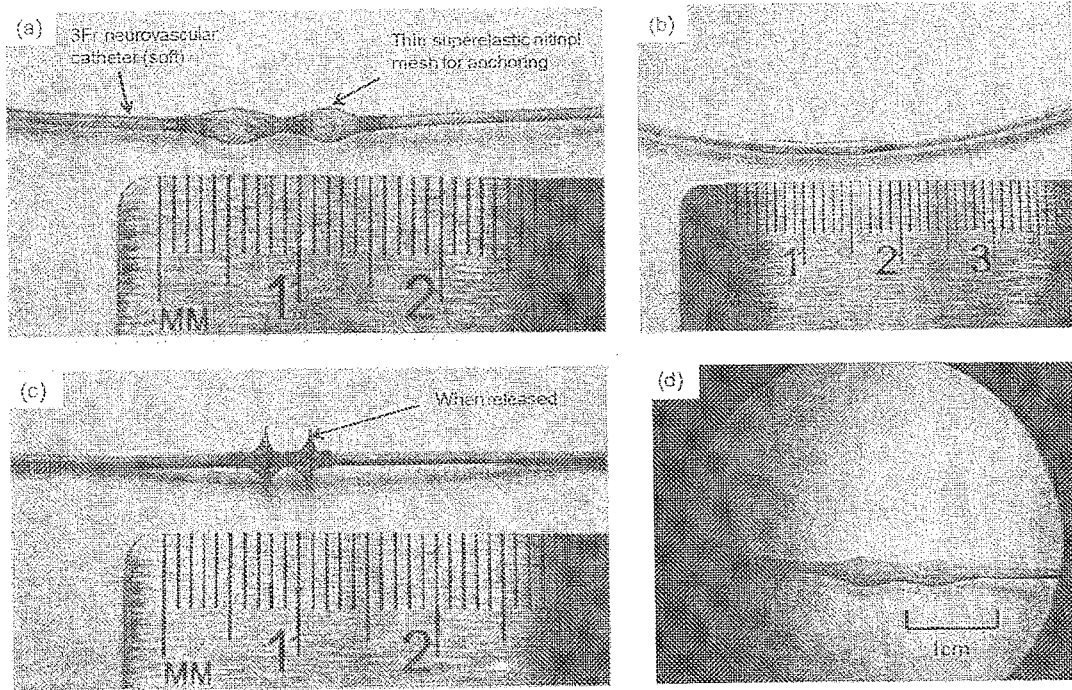 (a)
3Fr neurovascular
catheter (soft)
Thin superelastic nitinol
mesh for anchoring
1 2
MM
(b)
1 2 3
(c)
When released
1 2
MM
(d)
1cm